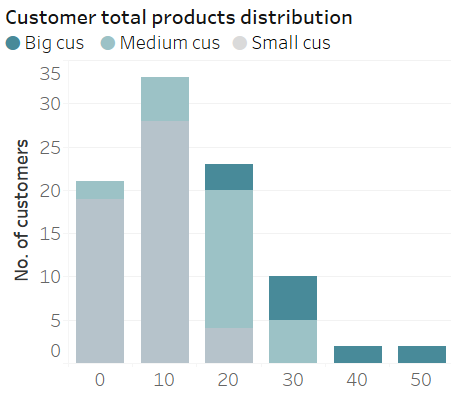 Customer total products distribution
Big cus Medium cus Small cus
No. of customers
35
30
25
20
15
10
5
0
0 10 20 30 40 50